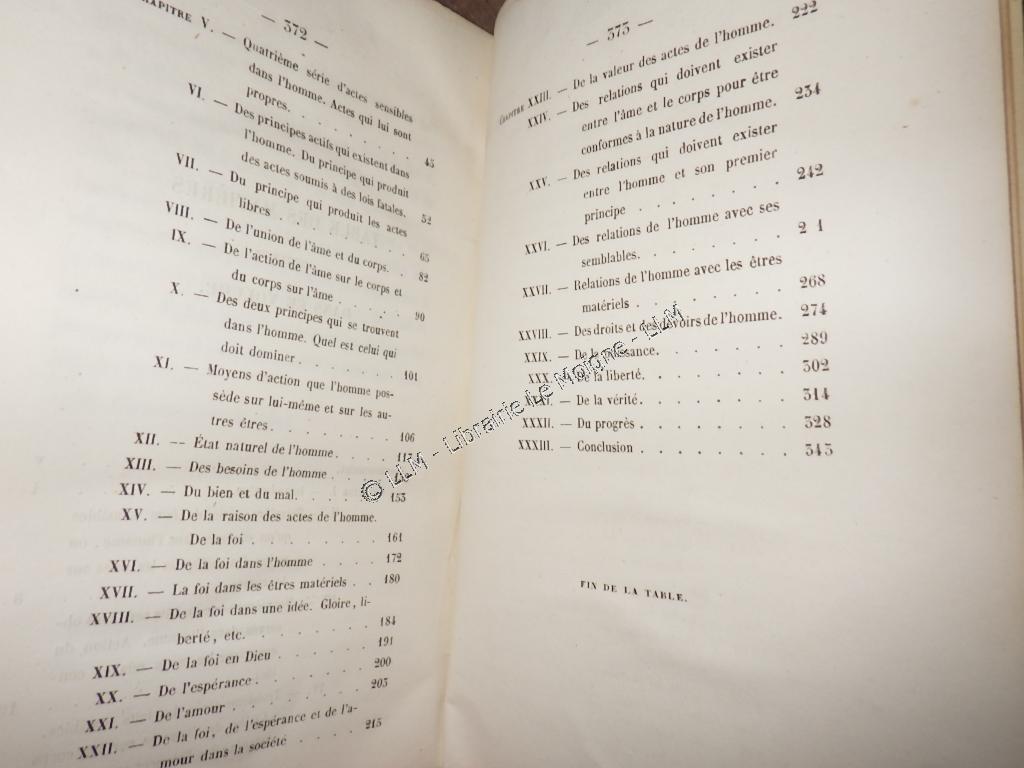 — 372 —
CHAPITRE V. — Quatrième série d'actes sensibles
dans l'homme. Actes qui lui sont
propres. . . . . . . . . 45
VI. — Des principes actifs qui existent dans
l'homme. Du principe qui produit
des actes soumis à des lois fatales. 52
VII. — Du principe qui produit les actes
libres . . . . . . . . . 65
VIII. — De l'union de l'âme et du corps. . 82
IX. — De l'action de l'âme sur le corps et
du corps sur l'âme . . . . . 90
X. — Des deux principes qui se trouvent
dans l'homme. Quel est celui qui
doit dominer . . . . . . . 101
XI. — Moyens d'action que l'homme pos-
sède sur lui-même et sur les au-
tres êtres. . . . . . . . . 106
XII. — État naturel de l'homme. . . .
XIII. — Des besoins de l'homme . . . .
XIV. — Du bien et du mal. . . . . . 153
XV. — De la raison des actes de l'homme.
De la foi . . . . . . . . . 161
XVI. — De la foi dans l'homme . . . . 172
XVII. — La foi dans les êtres matériels . . 180
XVIII. — De la foi dans une idée. Gloire, li-
berté, etc. . . . . . . . . 184
XIX. — De la foi en Dieu . . . . . . 191
XX. — De l'espérance. . . . . . . . 200
XXI. — De l'amour . . . . . . . . 205
XXII. — De la foi, de l'espérance et de l'a-
mour dans la société . . . . 215
— 373 —
CHAPITRE XXIII. — De la valeur des actes de l'homme. 222
XXIV. — Des relations qui doivent exister
entre l'âme et le corps pour être
conformes à la nature de l'homme. 234
XXV. — Des relations qui doivent exister
entre l'homme et son premier
principe . . . . . . . . 242
XXVI. — Des relations de l'homme avec ses
semblables. . . . . . . . 2 1
XXVII. — Relations de l'homme avec les êtres
matériels . . . . . . . . 268
XXVIII. — Des droits et des devoirs de l'homme. 274
XXIX. — De la puissance. . . . . . . 289
XXX. — De la liberté. . . . . . . . 302
XXXI. — De la vérité. . . . . . . . 314
XXXII. — Du progrès . . . . . . . . 328
XXXIII. — Conclusion . . . . . . . . 343
FIN DE LA TABLE.
© LLM - Librairie Le Moigne - LLM